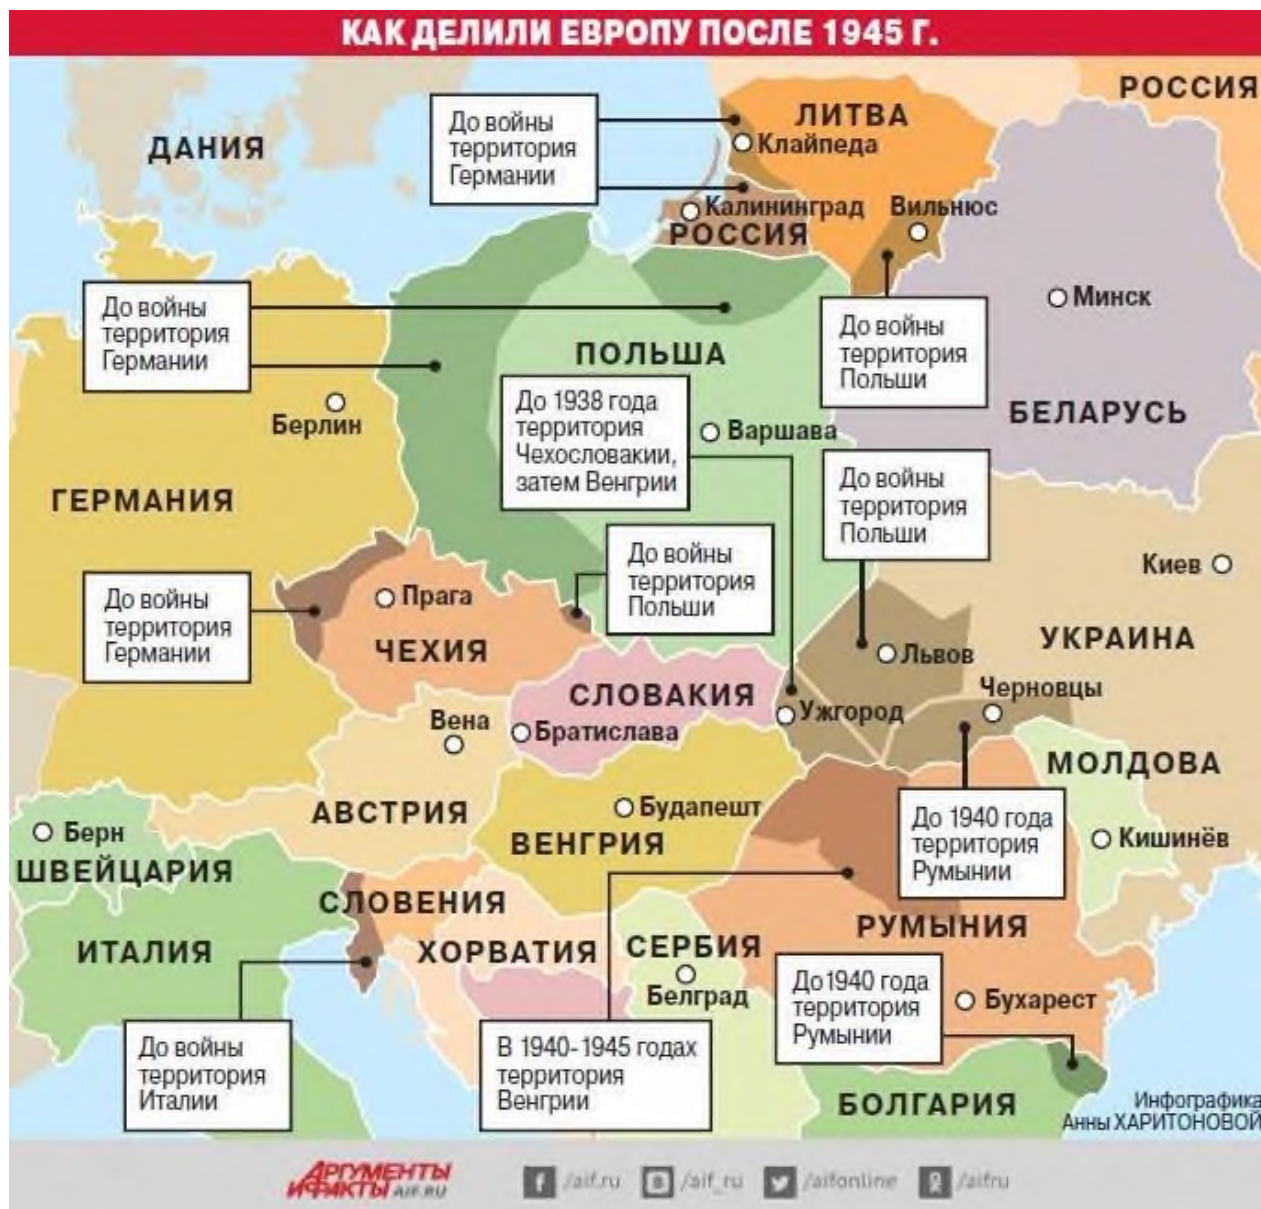 КАК ДЕЛИЛИ ЕВРОПУ ПОСЛЕ 1945 Г.
РОССИЯ
ДАНИЯ
До войны
территория
Германии
ЛИТВА
Клайпеда
Калининград
РОССИЯ
Вильнюс
Минск
До войны
территория
Германии
ПОЛЬША
До войны
территория
Польши
Берлин
До 1938 года
территория
Чехословакии,
затем Венгрии
Варшава
БЕЛАРУСЬ
ГЕРМАНИЯ
До войны
территория
Польши
Киев
До войны
территория
Германии
Прага
ЧЕХИЯ
До войны
территория
Польши
Львов
УКРАИНА
СЛОВАКИЯ
Черновцы
Вена
Братислава
Ужгород
МОЛДОВА
АВСТРИЯ
Будапешт
ВЕНГРИЯ
До 1940 года
территория
Румынии
Кишинёв
Берн
ШВЕЙЦАРИЯ
СЛОВЕНИЯ
РУМЫНИЯ
ИТАЛИЯ
ХОРВАТИЯ
СЕРБИЯ
Белград
До 1940 года
территория
Румынии
Бухарест
До войны
территория
Италии
В 1940-1945 годах
территория
Венгрии
БОЛГАРИЯ
Инфографика
Анны ХАРИТОНОВОЙ
АРГУМЕНТЫ
И ФАКТЫ AIF.RU
/aif.ru
/aif_ru
/aifonline
/aifru